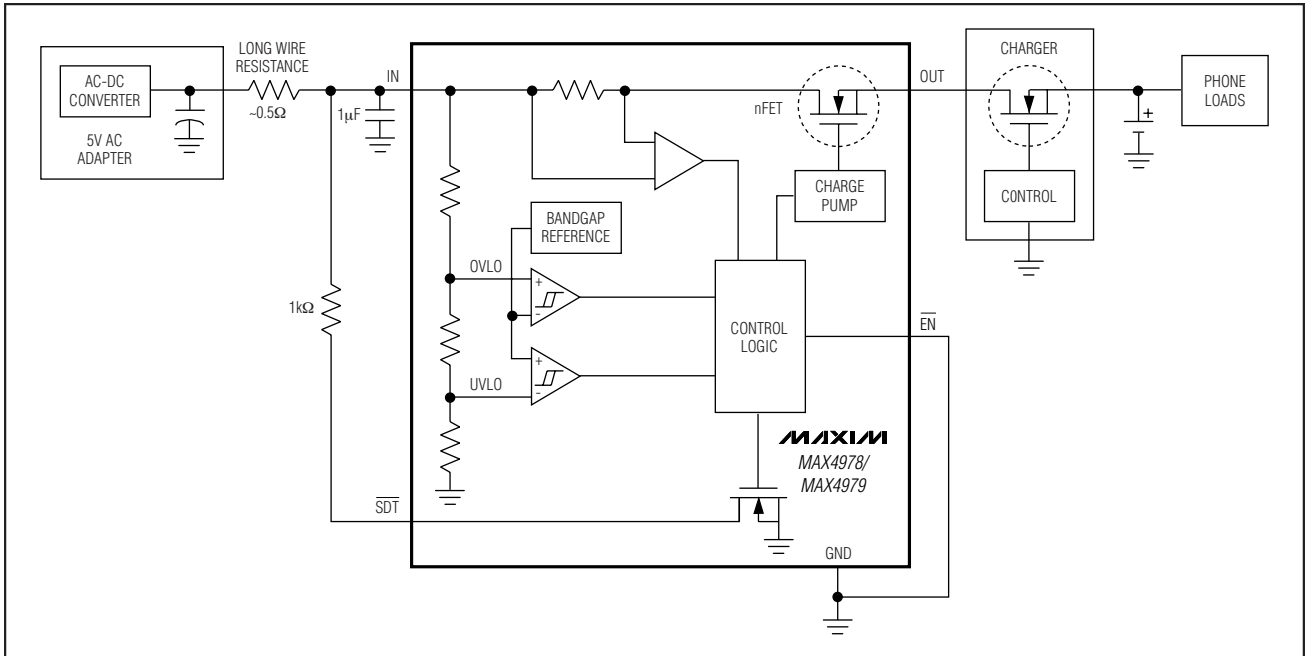 AC-DC
CONVERTER
5V AC
ADAPTER
LONG WIRE
RESISTANCE
~0.5Ω
1µF
IN
1kΩ
SDT
OVLO
UVLO
BANDGAP
REFERENCE
nFET
CHARGE
PUMP
CONTROL
LOGIC
MAXIM
MAX4978/
MAX4979
GND
OUT
EN
CHARGER
CONTROL
+
PHONE
LOADS
+
-
+
-